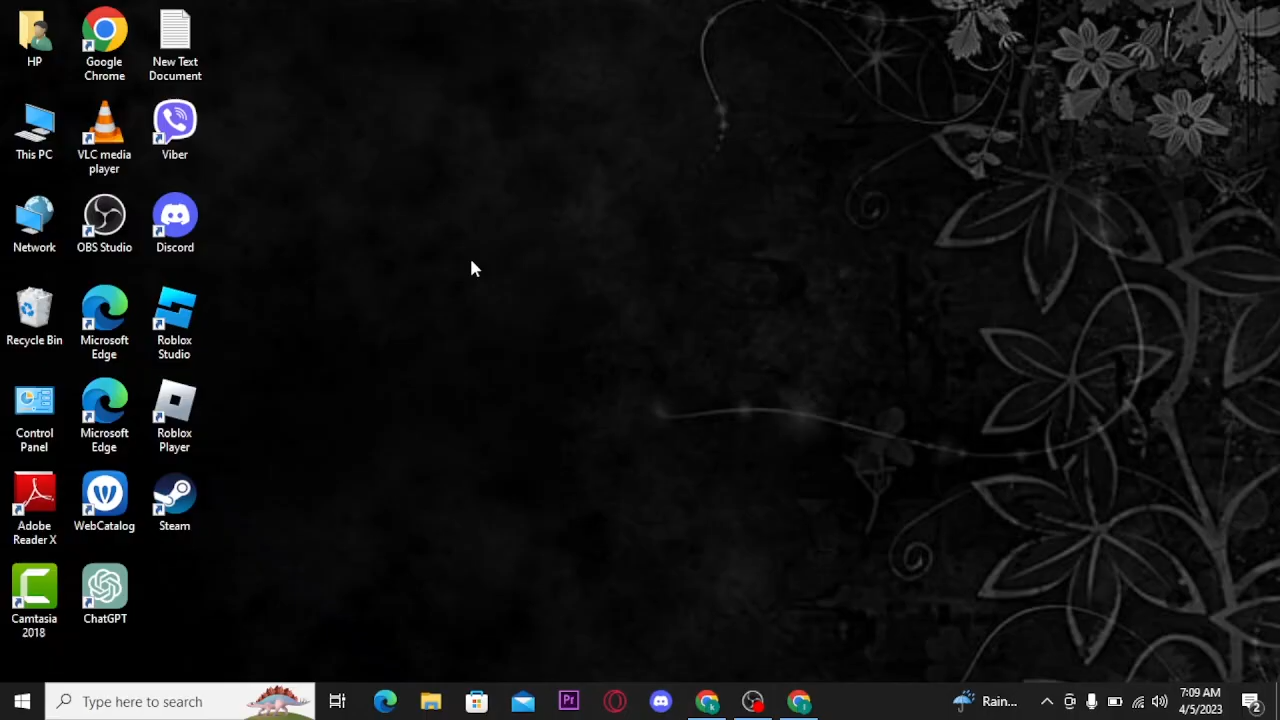 HP
Google
Chrome
New Text
Document
This PC
VLC media
player
Viber
Network
OBS Studio
Discord
Recycle Bin
Microsoft
Edge
Roblox
Studio
Control
Panel
Microsoft
Edge
Roblox
Player
Adobe
Reader X
WebCatalog
Steam
Camtasia
2018
ChatGPT
Type here to search
Pr
Rain...
7:09 AM
4/5/2023
2